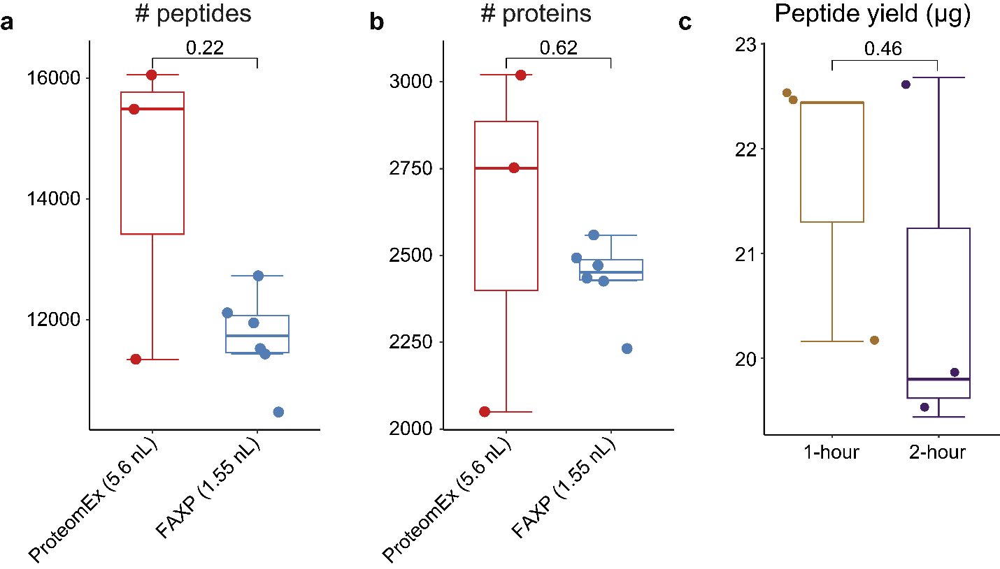 a
# peptides
0.22
16000
14000
12000
ProteomEx (5.6 nL)
FAXP (1.55 nL)
b
# proteins
0.62
3000
2750
2500
2250
2000
ProteomEx (5.6 nL)
FAXP (1.55 nL)
c
Peptide yield (µg)
0.46
23
22
21
20
1-hour
2-hour